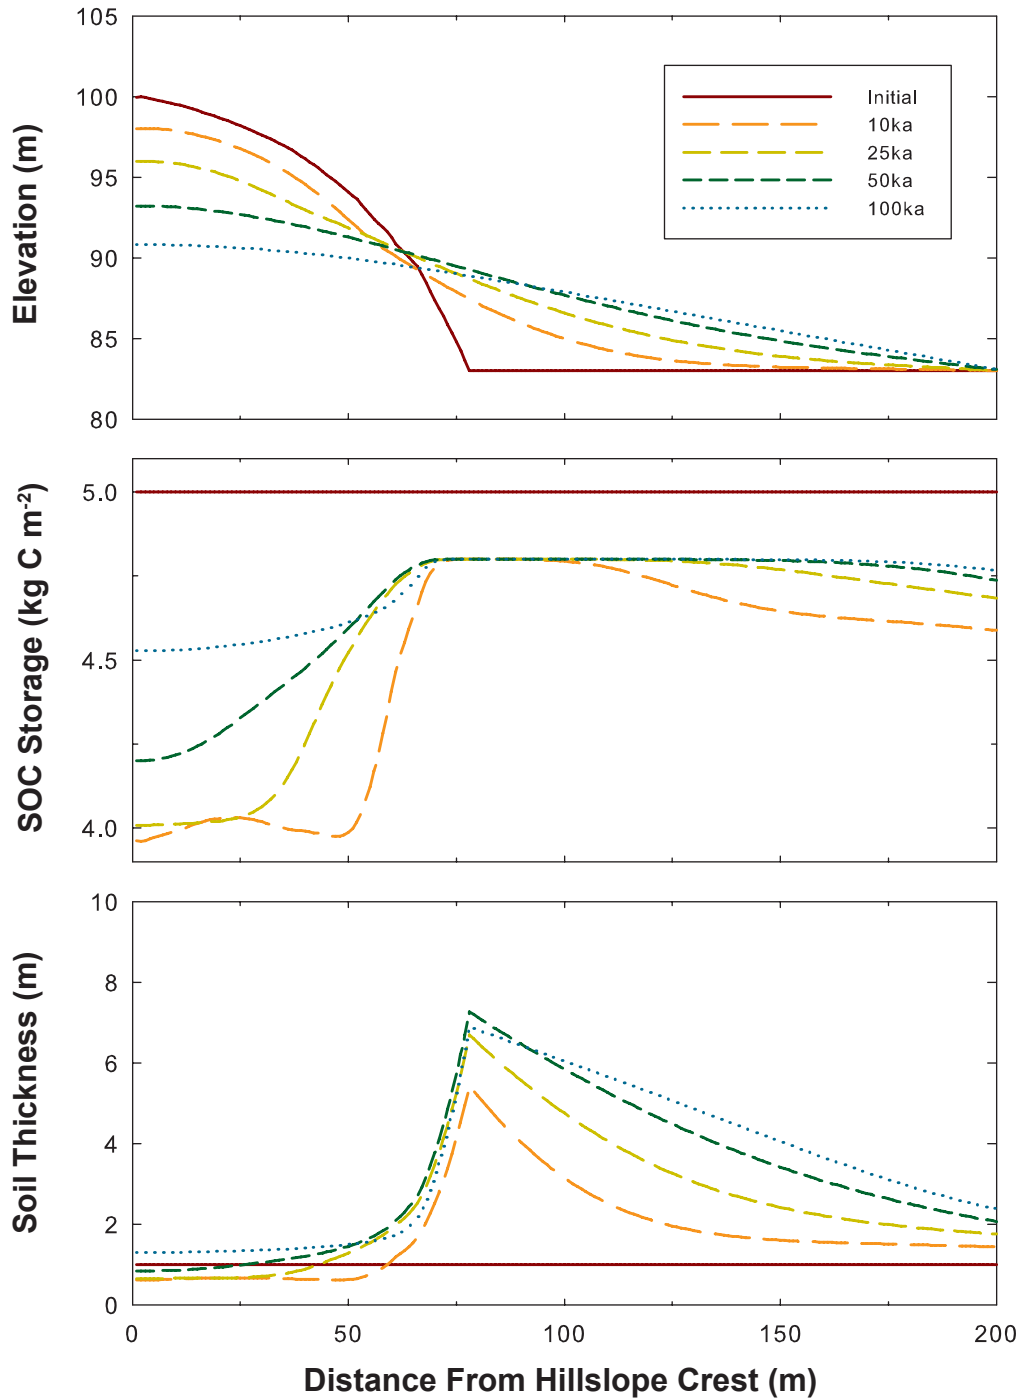 105
100
95
90
85
80
Elevation (m)
Initial
10ka
25ka
50ka
100ka
5.0
4.5
4.0
SOC Storage (kg C m⁻²)
10
8
6
4
2
0
Soil Thickness (m)
0 50 100 150 200
Distance From Hillslope Crest (m)